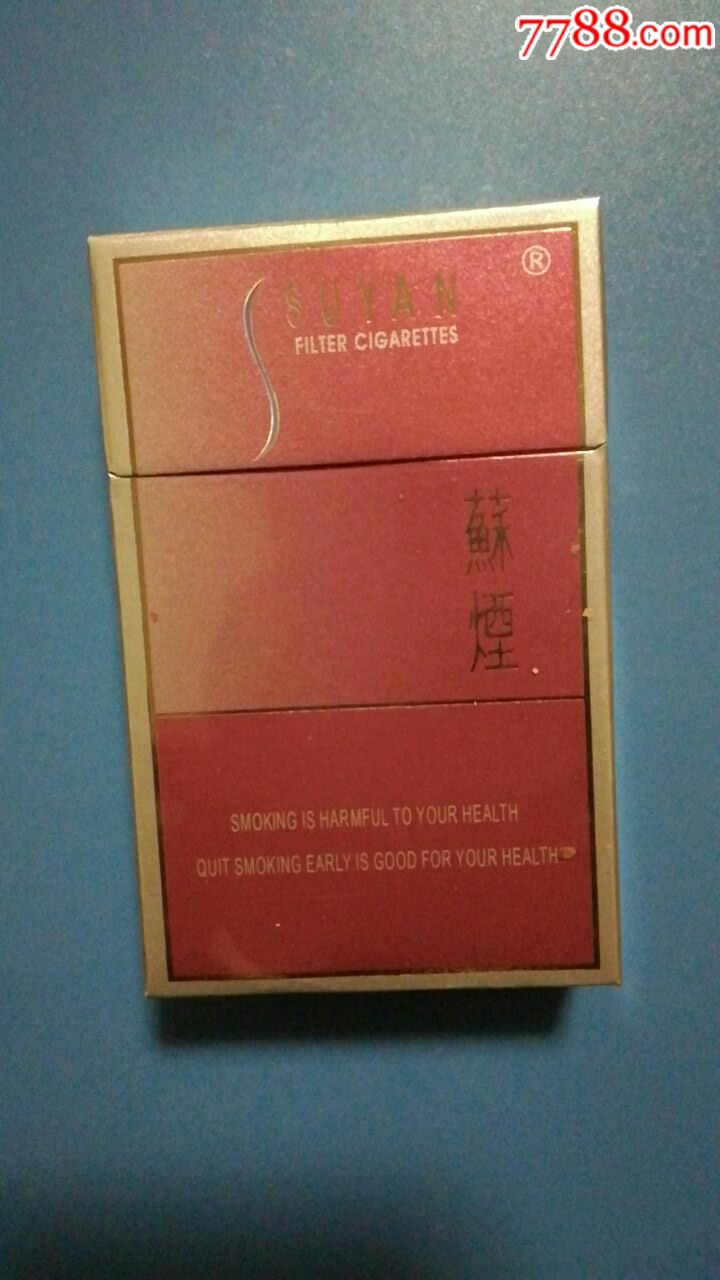 7788.com
SUYAN
®
FILTER CIGARETTES
蘇
煙
SMOKING IS HARMFUL TO YOUR HEALTH
QUIT SMOKING EARLY IS GOOD FOR YOUR HEALTH